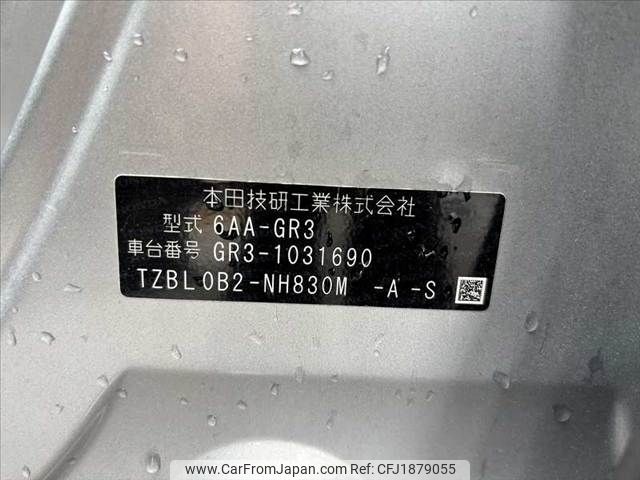 本田技研工業株式会社
型式 6AA-GR3
車台番号 GR3-1031690
TZBL0B2-NH830M -A -S
www.CarFromJapan.com | Ref No. CFJ1879055